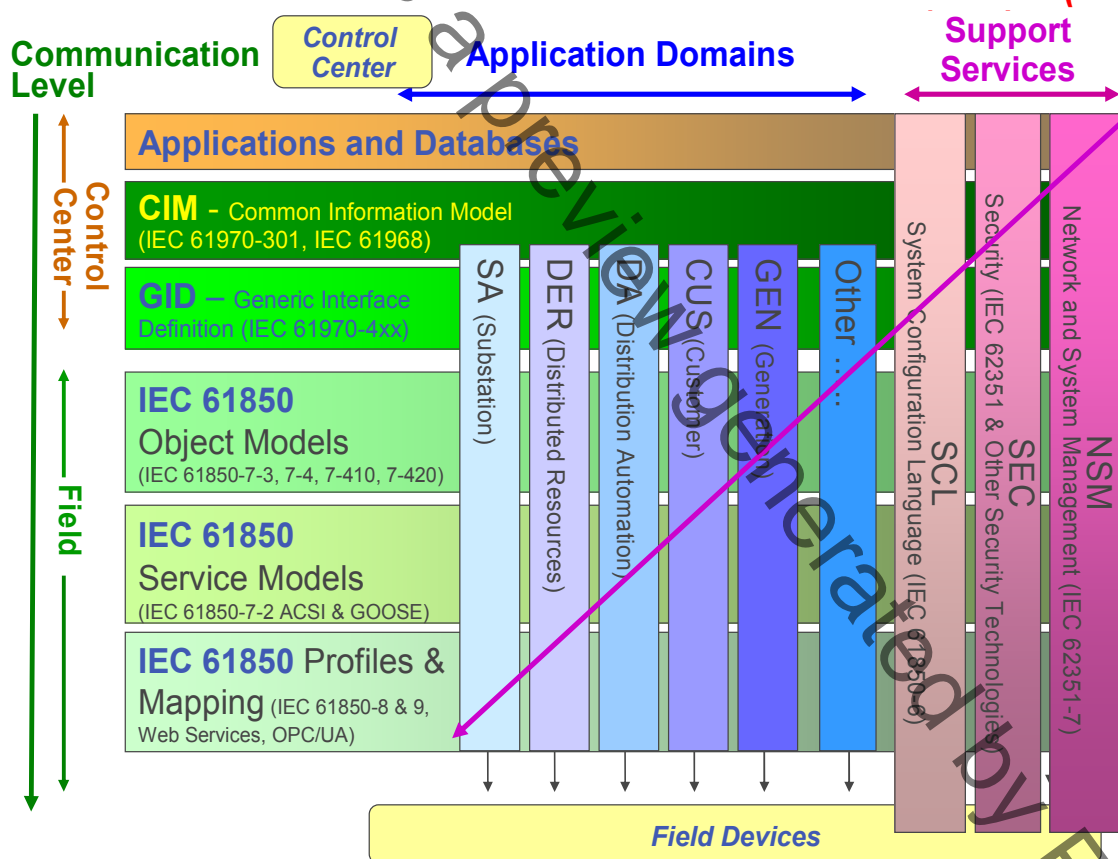 Communication
Level
Control
Center
Application Domains
Support
Services
Control
Center
Field
Applications and Databases
CIM - Common Information Model
(IEC 61970-301, IEC 61968)
GID – Generic Interface
Definition (IEC 61970-4xx)
IEC 61850
Object Models
(IEC 61850-7-3, 7-4, 7-410, 7-420)
IEC 61850
Service Models
(IEC 61850-7-2 ACSI & GOOSE)
IEC 61850 Profiles &
Mapping (IEC 61850-8 & 9,
Web Services, OPC/UA)
SA (Substation)
DER (Distributed Resources)
DA (Distribution Automation)
CUS (Customer)
GEN (Generation)
Other ......
SCL
System Configuration Language (IEC 61850-6)
SEC
Security (IEC 62351 & Other Security Technologies)
NSM
Network and System Management (IEC 62351-7)
Field Devices
a preview generated by